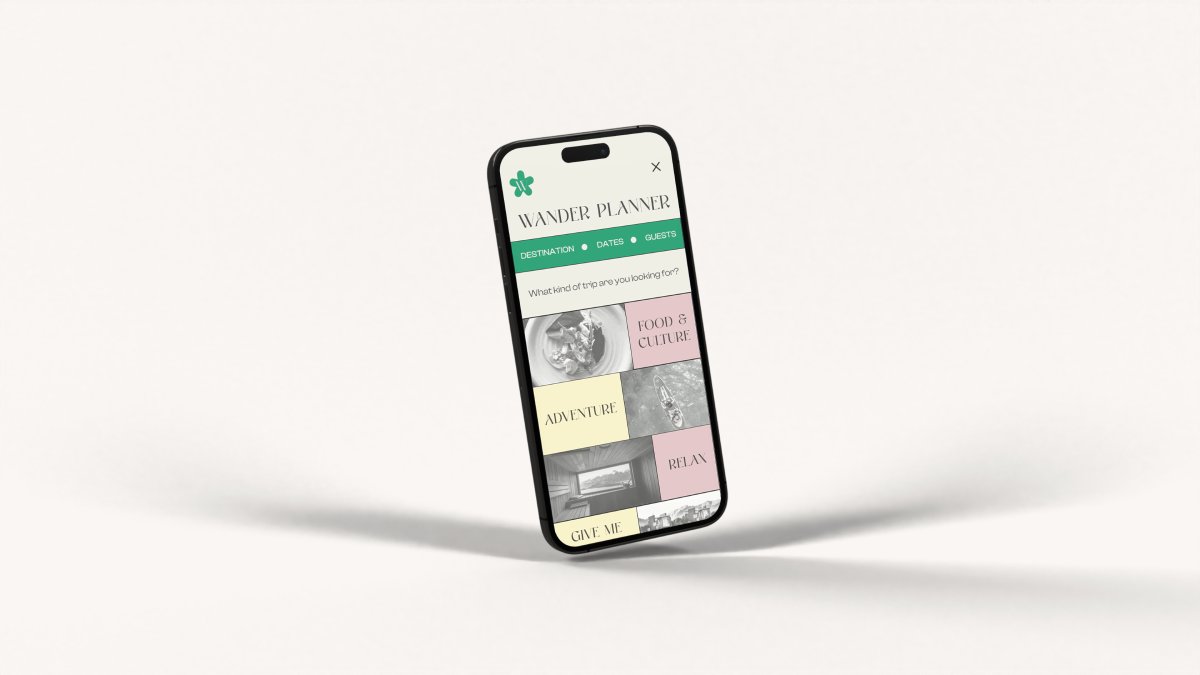 WANDER PLANNER
DESTINATION ● DATES ● GUESTS
What kind of trip are you looking for?
FOOD &
CULTURE
ADVENTURE
RELAX
GIVE ME